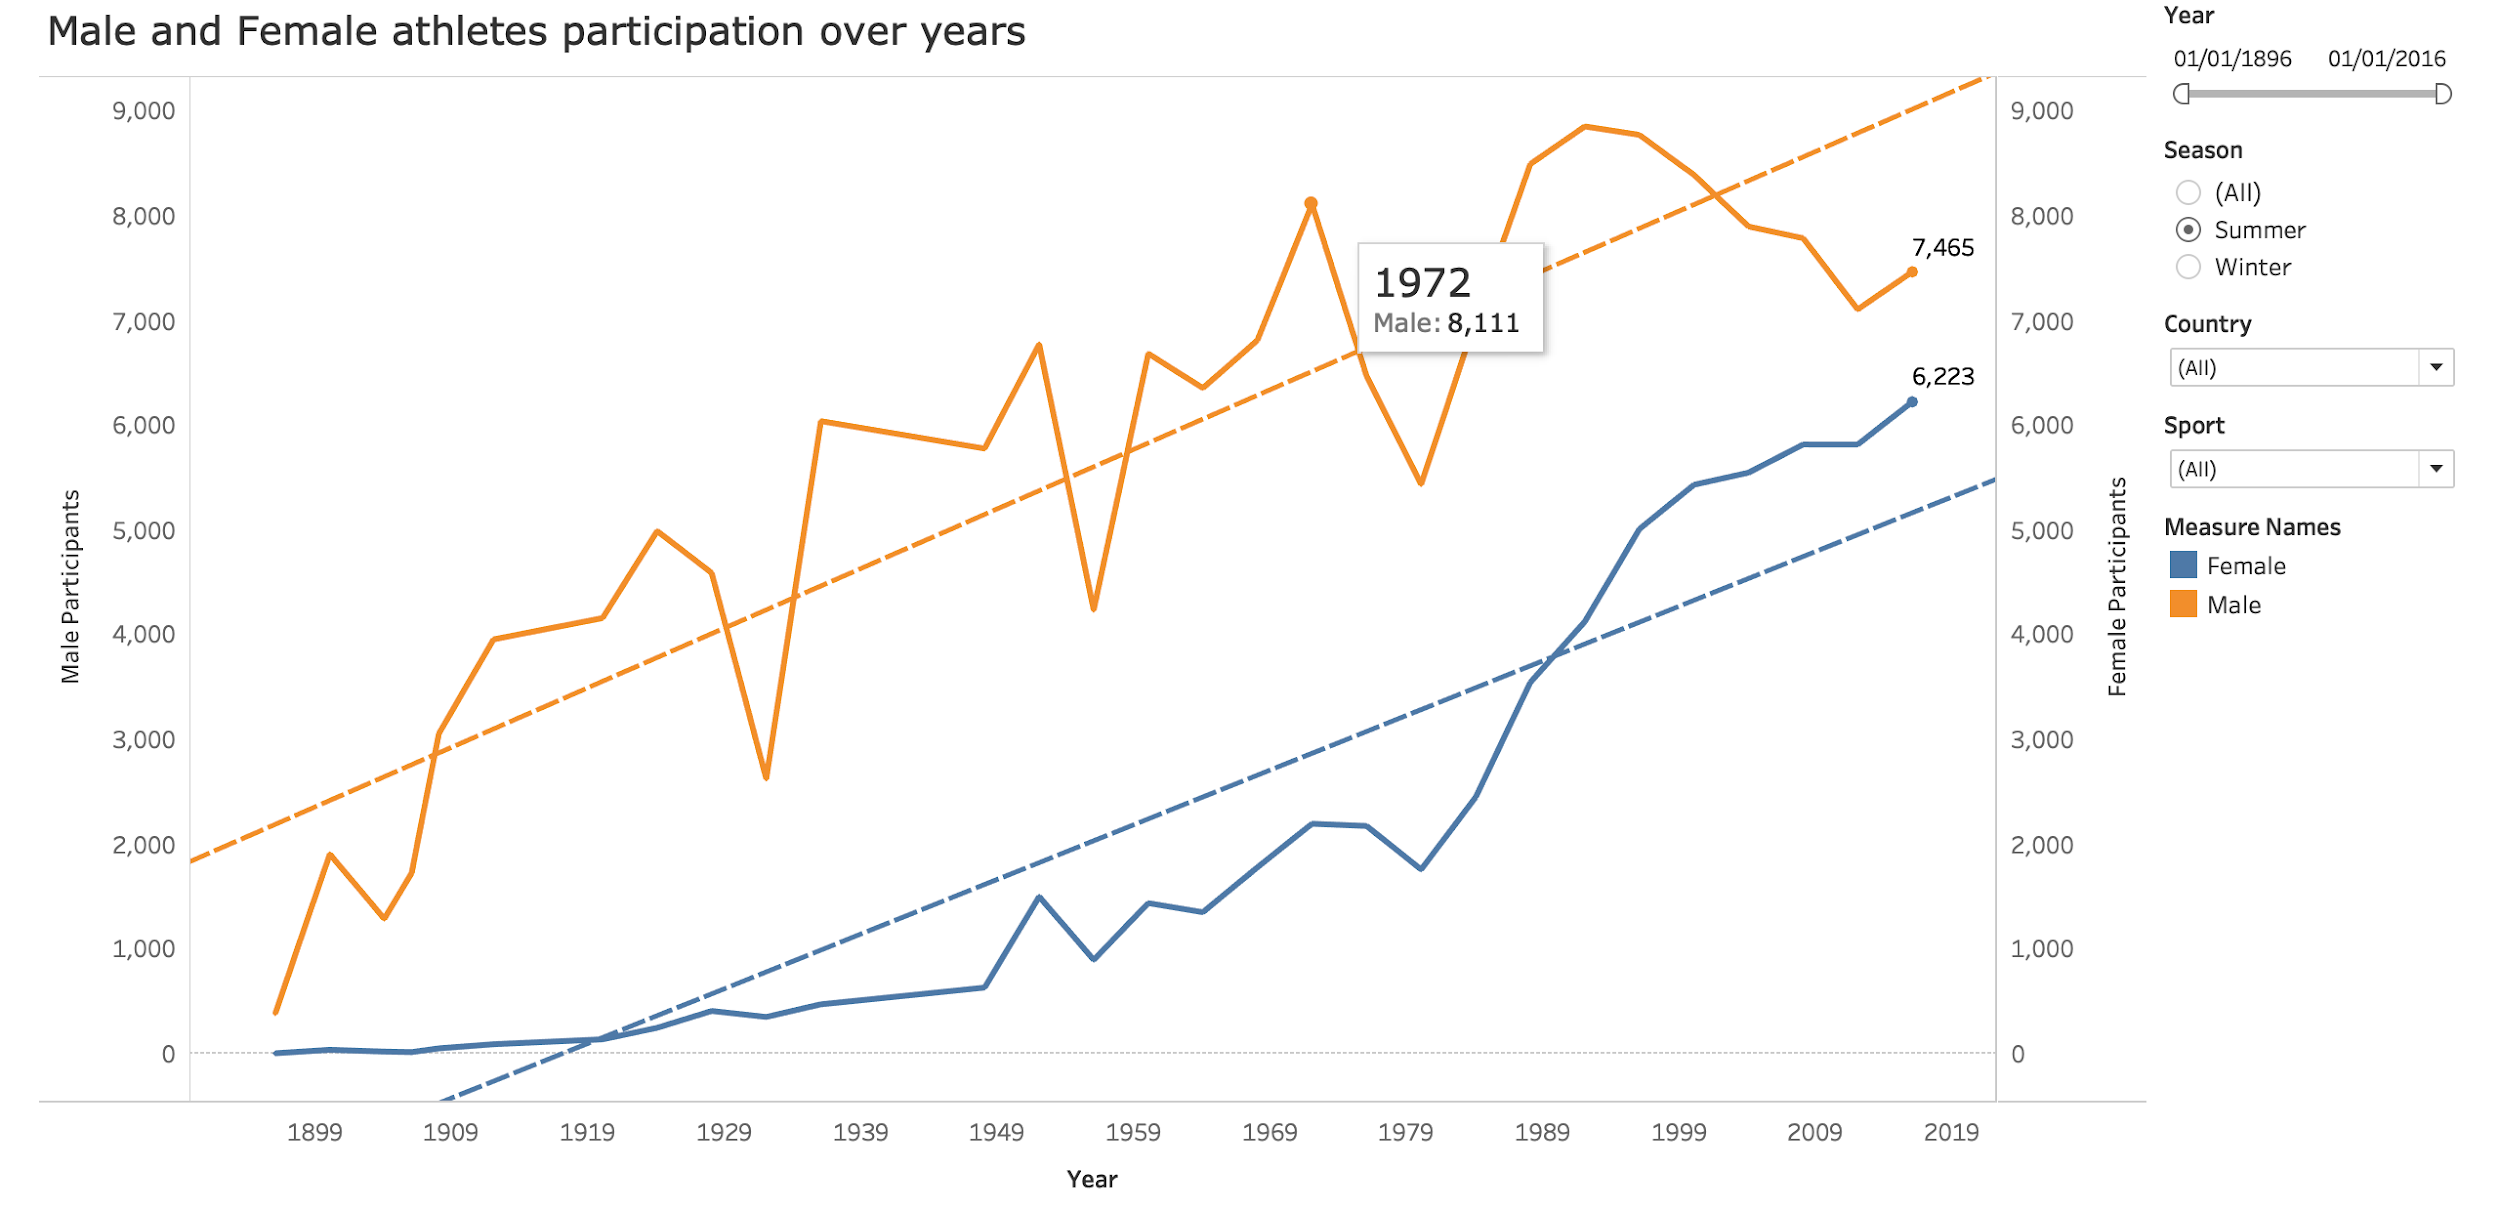 Male and Female athletes participation over years
9,000
8,000
7,000
6,000
5,000
4,000
3,000
2,000
1,000
0
Male Participants
1972
Male: 8,111
7,465
6,223
9,000
8,000
7,000
6,000
5,000
4,000
3,000
2,000
1,000
0
Female Participants
1899 1909 1919 1929 1939 1949 1959 1969 1979 1989 1999 2009 2019
Year
Year
01/01/1896 01/01/2016
Season
(All)
Summer
Winter
Country
(All)
Sport
(All)
Measure Names
Female
Male